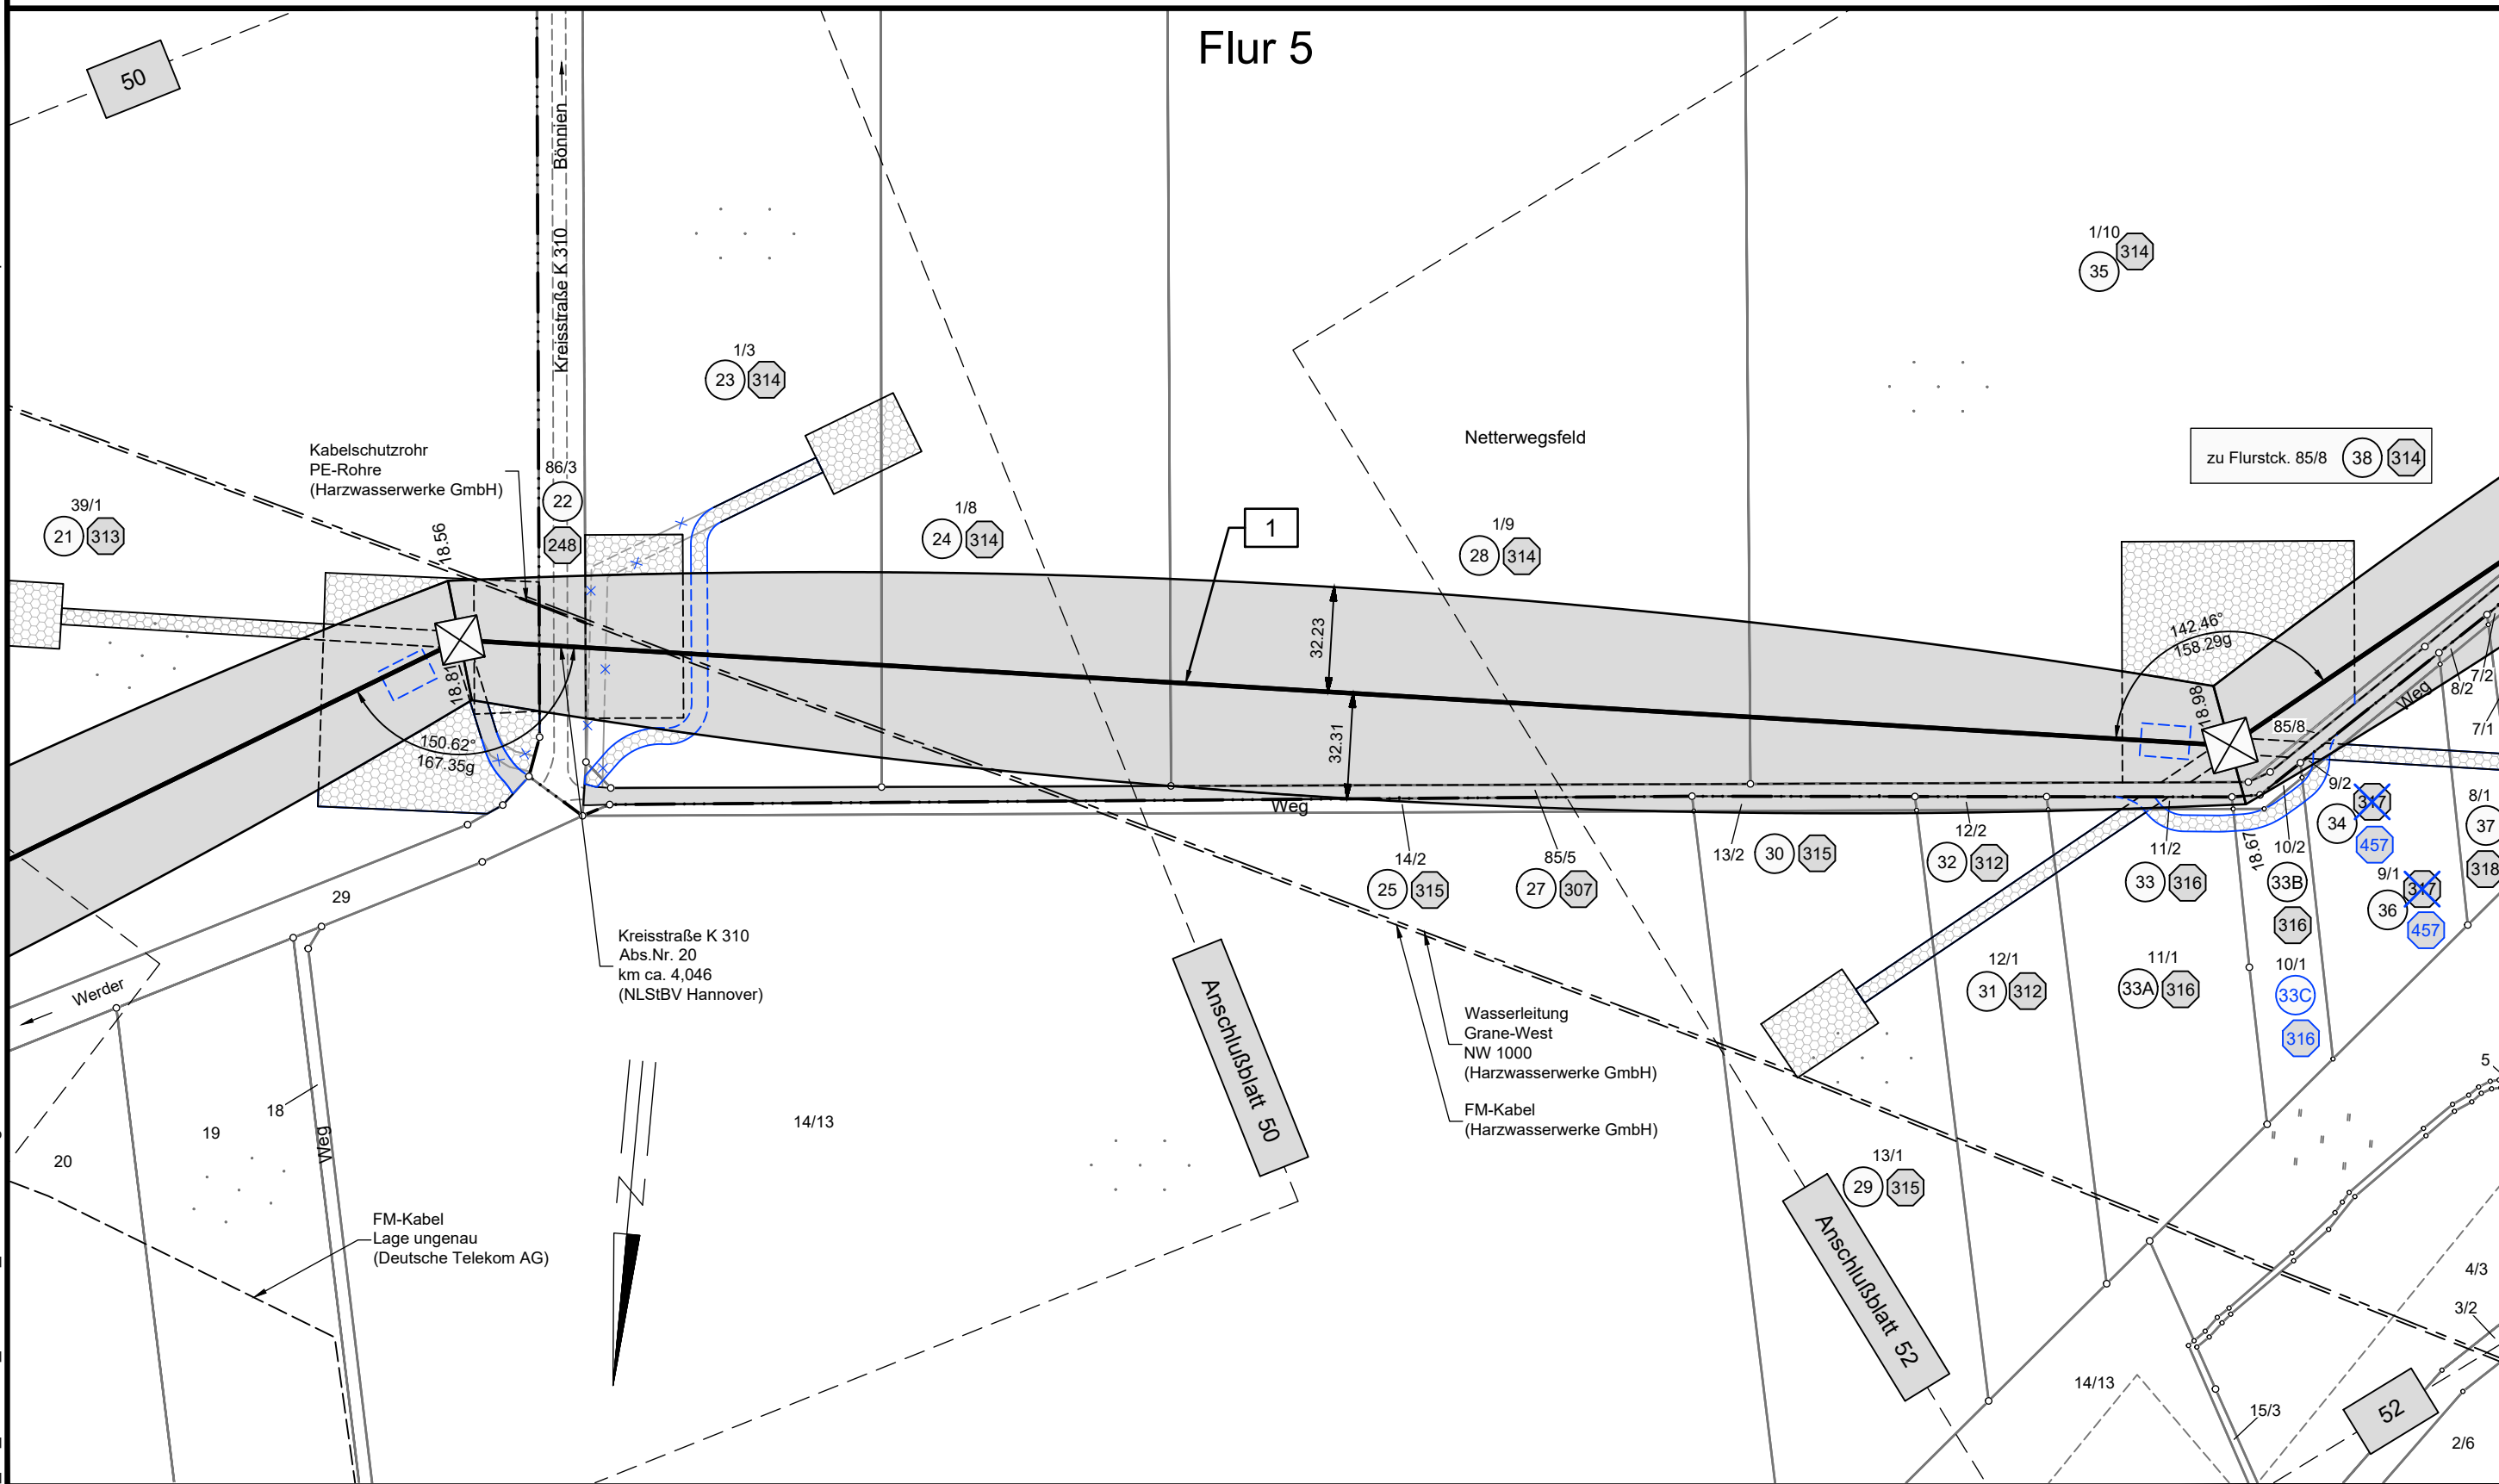 Flur 5
50
Kreisstraße K 310
Bönnien
1/3
23
314
1/10
314
35
Netterwegsfeld
zu Flurstck. 85/8
38
314
Kabelschutzrohr
PE-Rohre
(Harzwasserwerke GmbH)
86/3
22
248
39/1
21
313
18.56
1/8
24
314
1
1/9
28
314
32.23
32.31
18.81
150.62°
167.35g
142.46°
158.29g
18.98
85/8
Weg
8/2
7/2
7/1
Weg
9/2
317
34
457
8/1
37
318
9/1
317
36
457
14/2
25
315
85/5
27
307
13/2
30
315
12/2
32
312
11/2
33
316
18.67
10/2
33B
316
10/1
33C
316
12/1
31
312
11/1
33A
316
29
Werder
Kreisstraße K 310
Abs.Nr. 20
km ca. 4,046
(NLStBV Hannover)
Anschlußblatt 50
Wasserleitung
Grane-West
NW 1000
(Harzwasserwerke GmbH)
FM-Kabel
(Harzwasserwerke GmbH)
5
18
19
20
Weg
14/13
N
13/1
29
315
FM-Kabel
Lage ungenau
(Deutsche Telekom AG)
Anschlußblatt 52
4/3
3/2
14/13
15/3
52
2/6